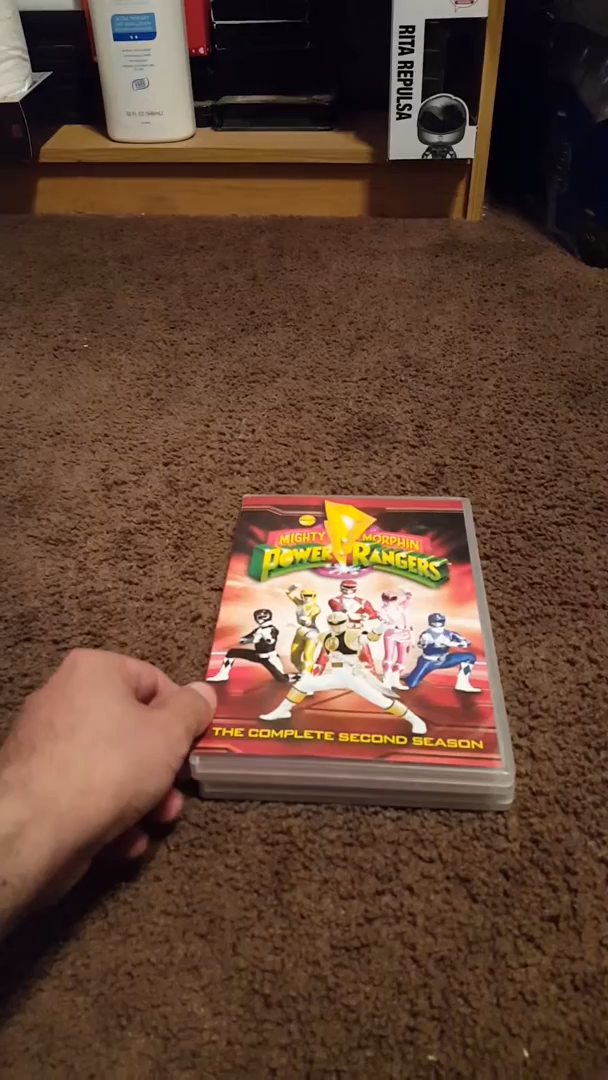 RITA REPULSA
MIGHTY MORPHIN
POWER RANGERS
THE COMPLETE SECOND SEASON